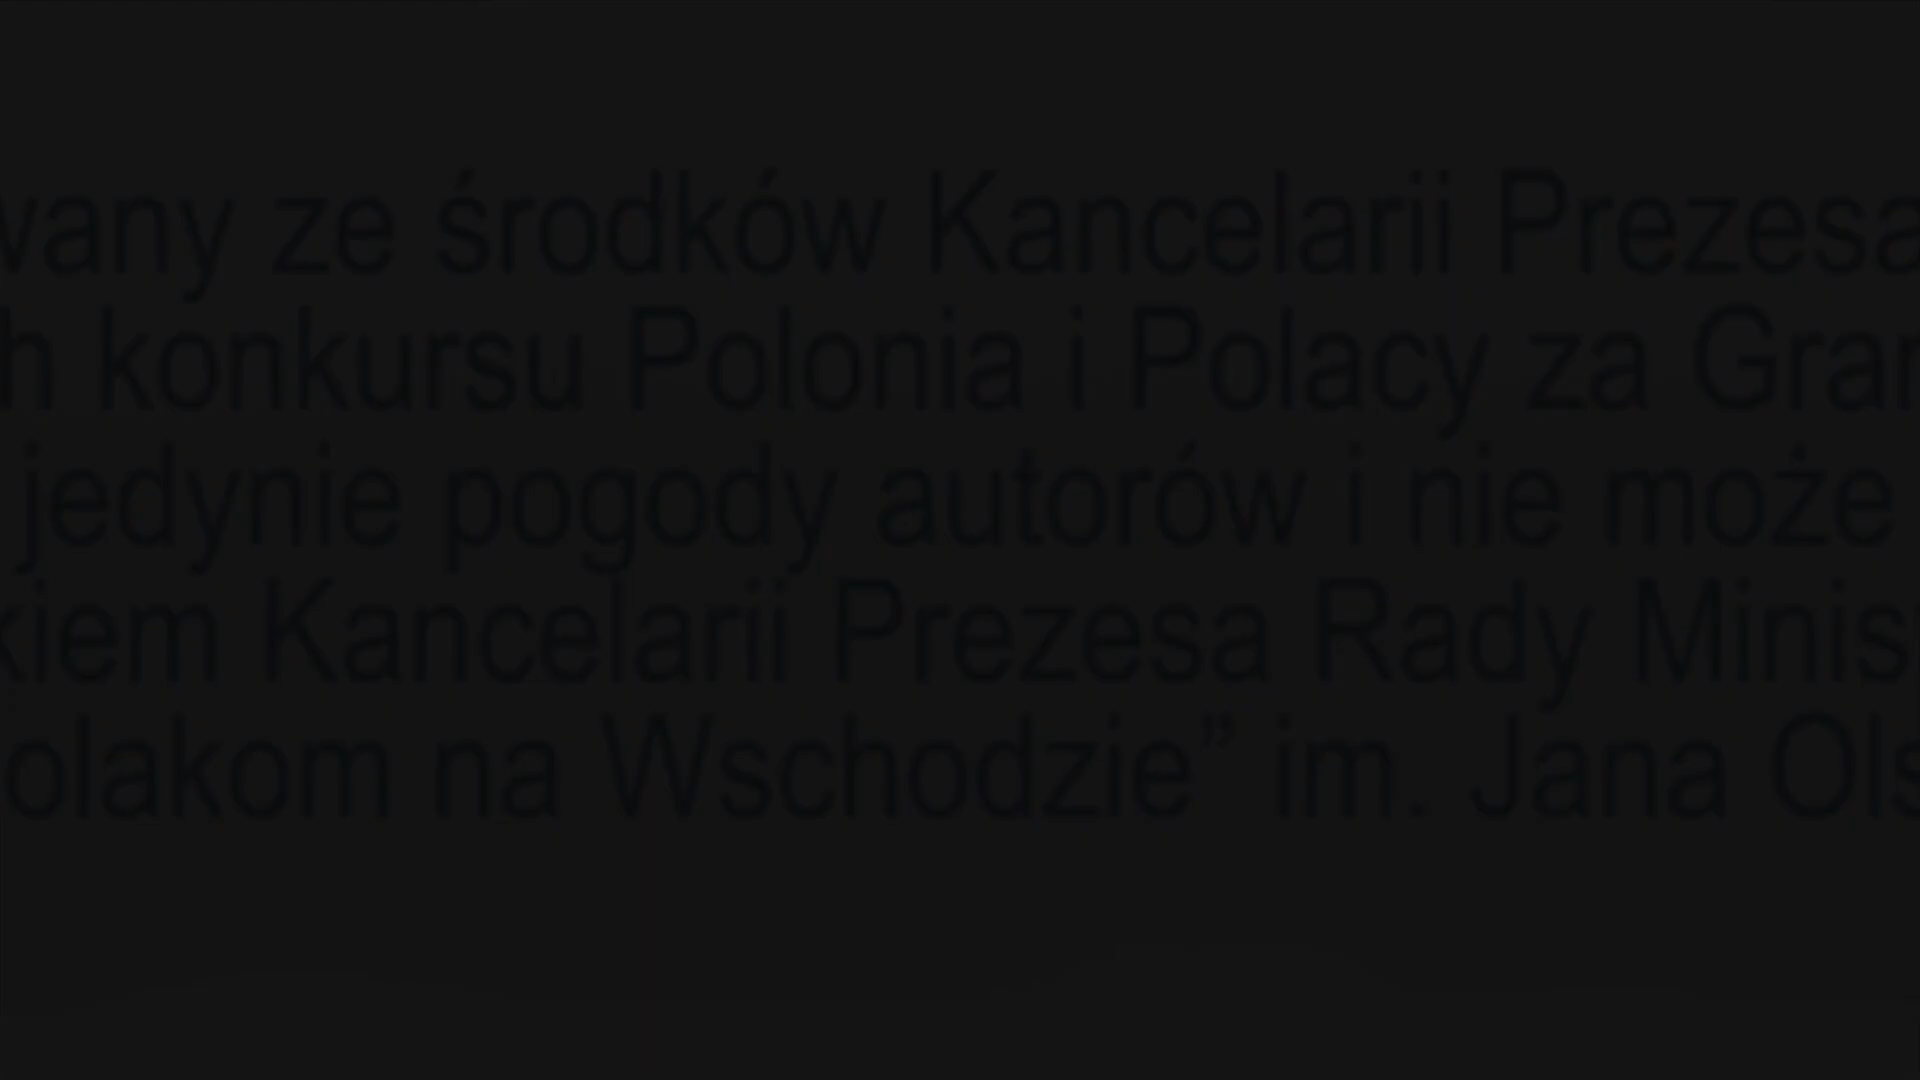 wany ze środków Kancelarii Prezesa
h konkursu Polonia i Polacy za Gran
jedynie pogody autorów i nie może
kiem Kancelarii Prezesa Rady Minis
olakom na Wschodzie” im. Jana Ols